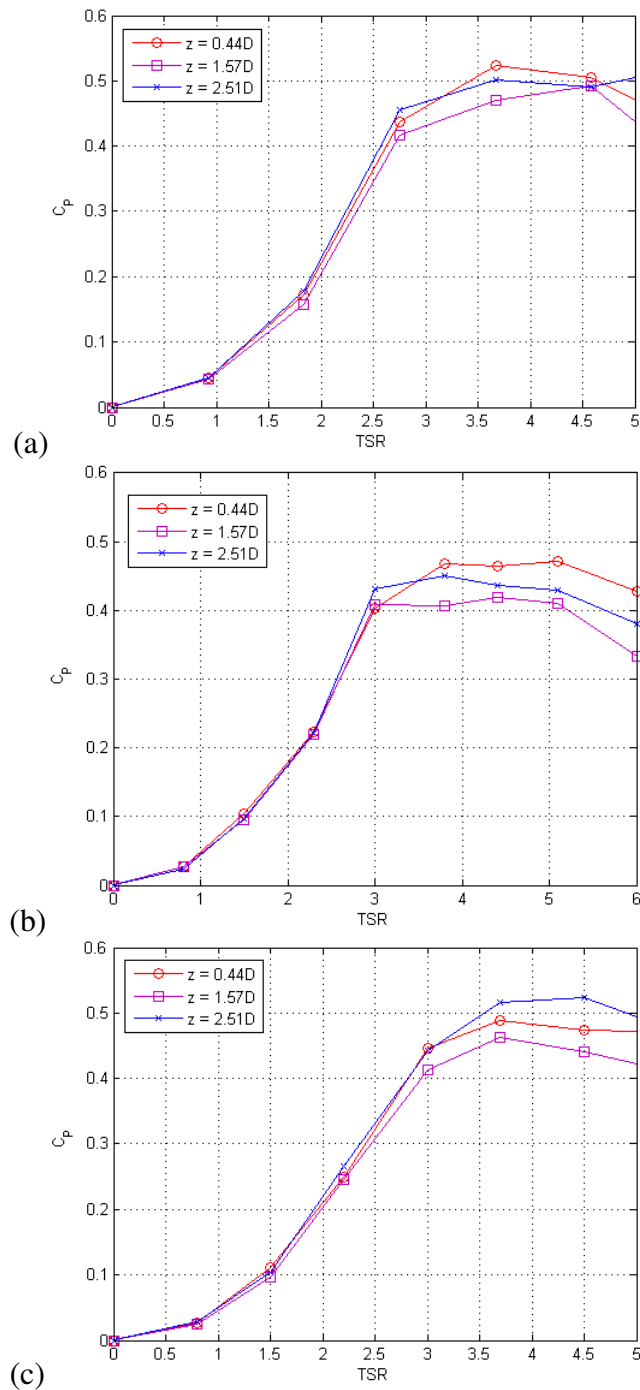 0.6
z = 0.44D
z = 1.57D
z = 2.51D
0.5
0.4
0.3
0.2
0.1
0
C_P
0 0.5 1 1.5 2 2.5 3 3.5 4 4.5 5
TSR
(a)
0.6
z = 0.44D
z = 1.57D
z = 2.51D
0.5
0.4
0.3
0.2
0.1
0
C_P
0 1 2 3 4 5 6
TSR
(b)
0.6
z = 0.44D
z = 1.57D
z = 2.51D
0.5
0.4
0.3
0.2
0.1
0
C_P
0 0.5 1 1.5 2 2.5 3 3.5 4 4.5 5
TSR
(c)